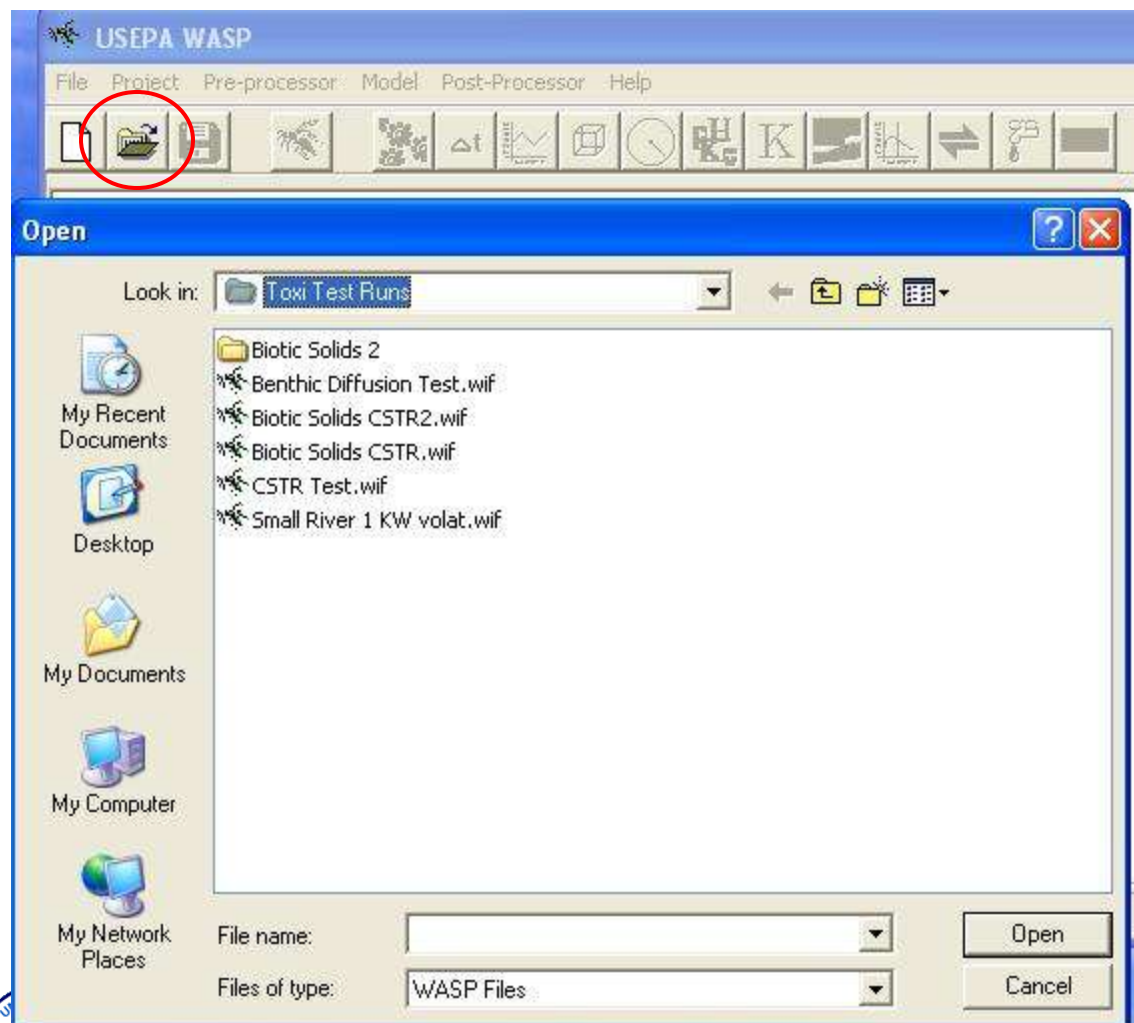 USEPA WASP
File Project Pre-processor Model Post-Processor Help
Δt K
Open
Look in: Toxi Test Runs
Biotic Solids 2
Benthic Diffusion Test.wif
Biotic Solids CSTR2.wif
Biotic Solids CSTR.wif
CSTR Test.wif
Small River 1 KW volat.wif
My Recent
Documents
Desktop
My Documents
My Computer
My Network
Places
File name:
Open
Files of type: WASP Files
Cancel